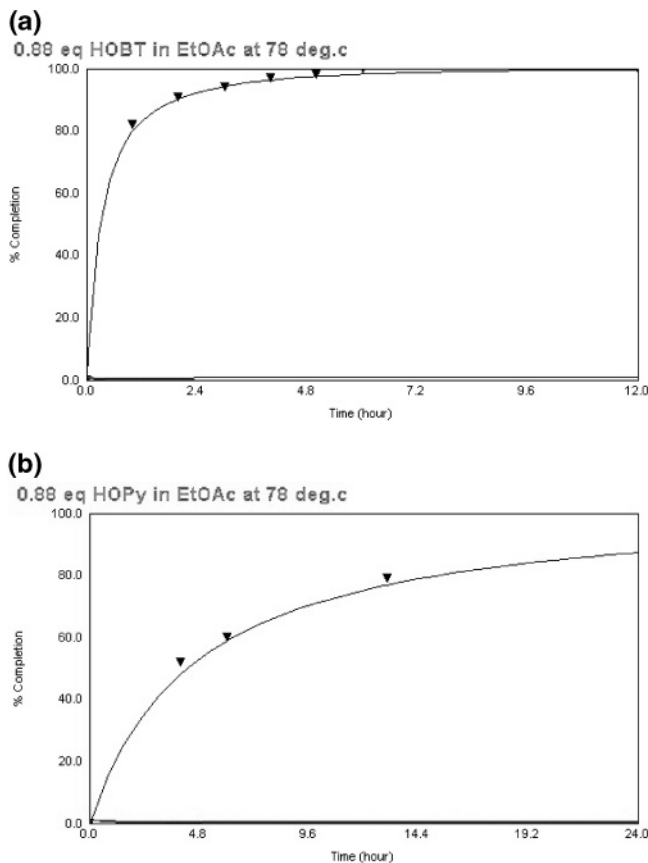 (a)
0.88 eq HOBT in EtOAc at 78 deg.c
100.0
80.0
60.0
40.0
20.0
0.0
% Completion
0.0 2.4 4.8 7.2 9.6 12.0
Time (hour)
(b)
0.88 eq HOPy in EtOAc at 78 deg.c
100.0
80.0
60.0
40.0
20.0
0.0
% Completion
0.0 4.8 9.6 14.4 19.2 24.0
Time (hour)